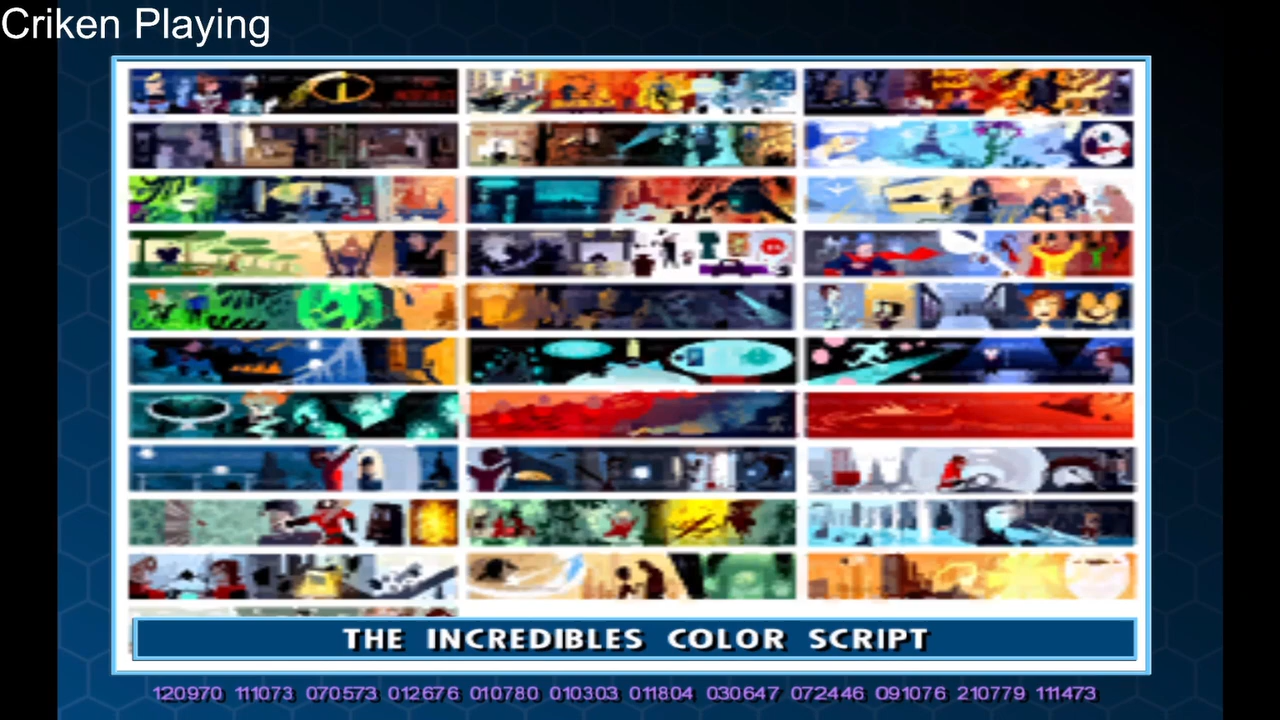 Criken Playing
THE INCREDIBLES COLOR SCRIPT
120970 111073 070573 012676 010780 010303 011804 030647 072446 091076 210779 111473